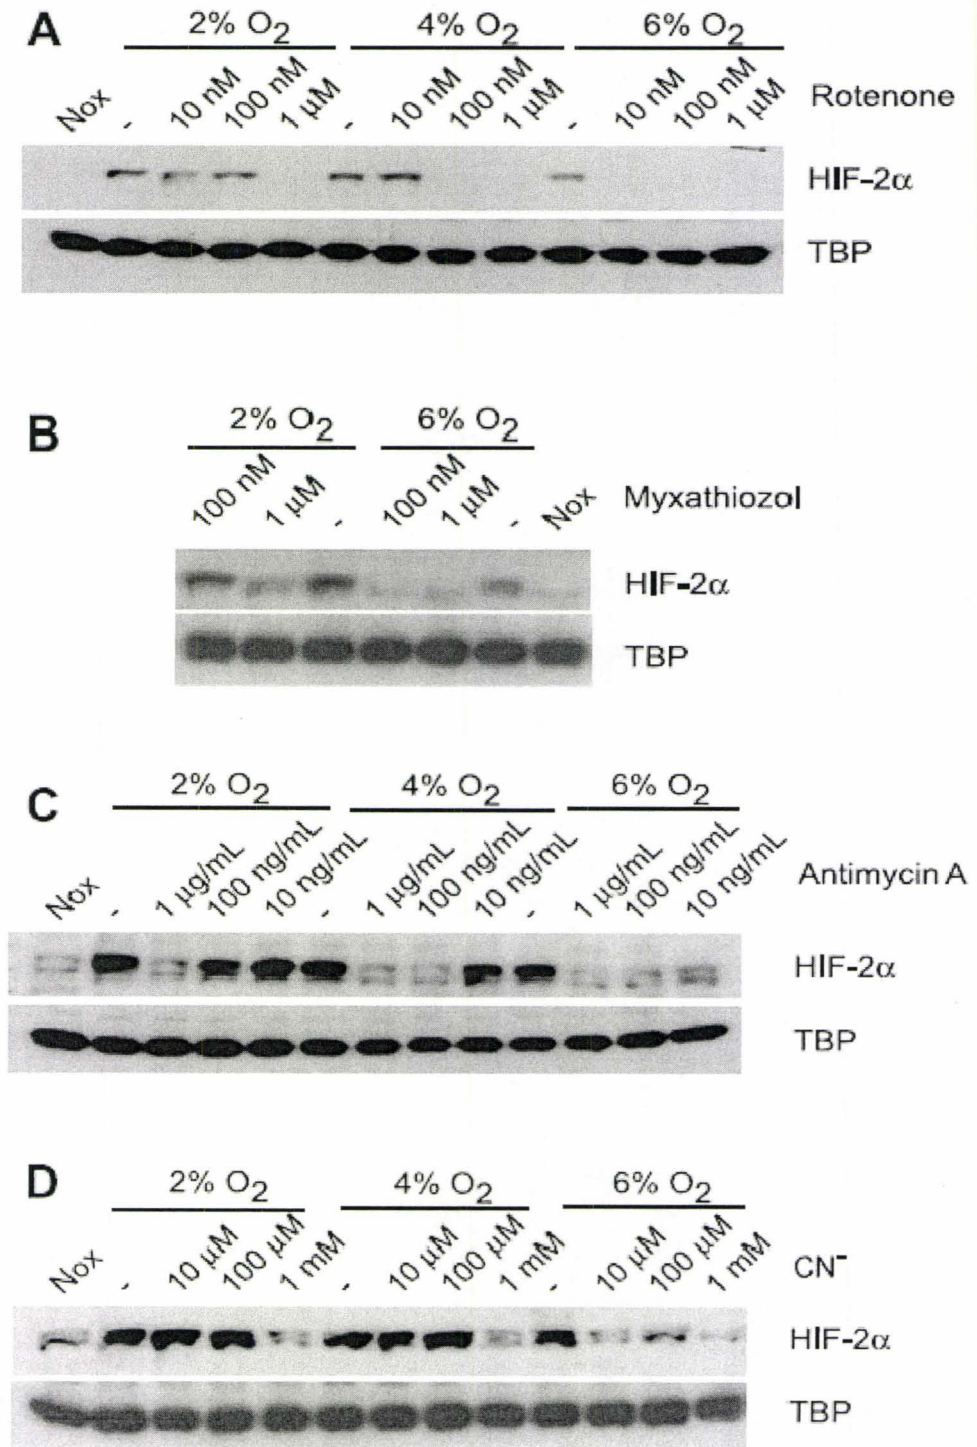 A
2% O2 4% O2 6% O2
Nox - 10 nM 100 nM 1 µM - 10 nM 100 nM 1 µM - 10 nM 100 nM 1 µM Rotenone
HIF-2α
TBP
B
2% O2 6% O2
100 nM 1 µM - 100 nM 1 µM - Nox Myxathiozol
HIF-2α
TBP
C
2% O2 4% O2 6% O2
Nox - 1 µg/mL 100 ng/mL 10 ng/mL - 1 µg/mL 100 ng/mL 10 ng/mL - 1 µg/mL 100 ng/mL 10 ng/mL Antimycin A
HIF-2α
TBP
D
2% O2 4% O2 6% O2
Nox - 10 µM 100 µM 1 mM - 10 µM 100 µM 1 mM - 10 µM 100 µM 1 mM CN-
HIF-2α
TBP